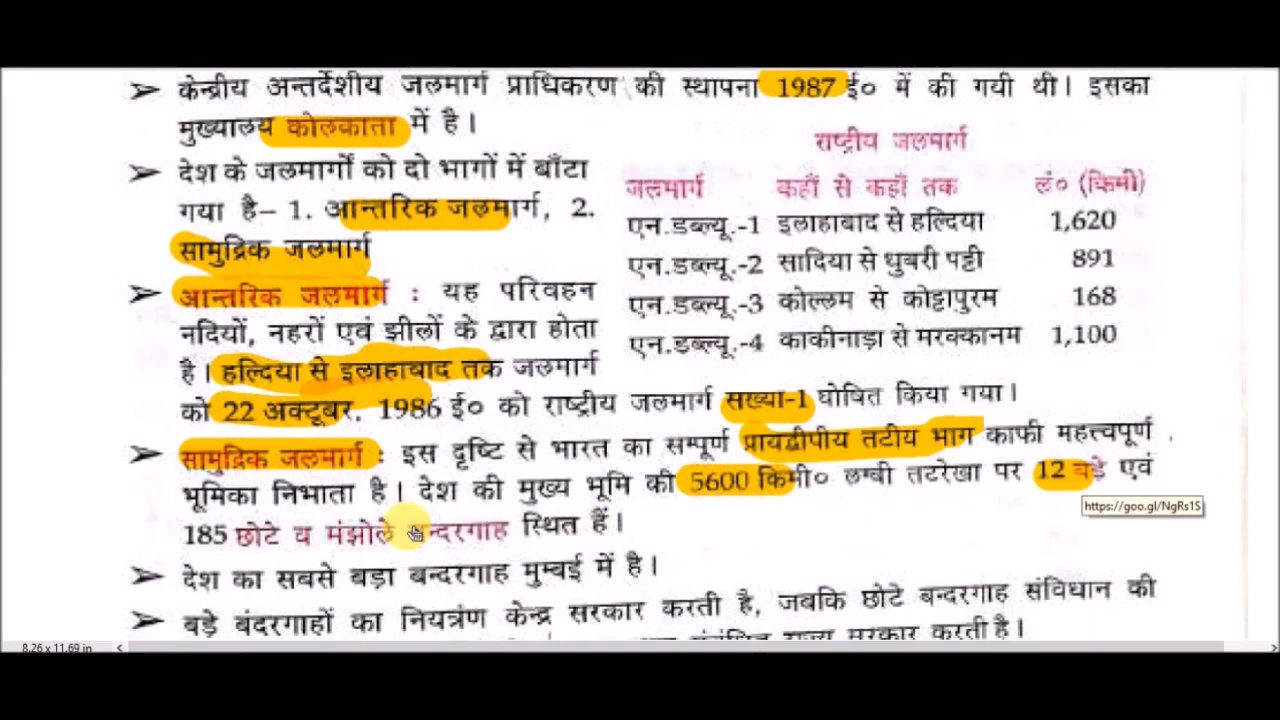 केन्द्रीय अन्तर्देशीय जलमार्ग प्राधिकरण की स्थापना 1987 ई० में की गयी थी। इसका
मुख्यालय कोलकाता में है।
देश के जलमार्गों को दो भागों में बाँटा
गया है– 1. आन्तरिक जलमार्ग, 2.
सामुद्रिक जलमार्ग
आन्तरिक जलमार्ग : यह परिवहन
नदियों, नहरों एवं झीलों के द्वारा होता
है। हल्दिया से इलाहाबाद तक जलमार्ग
राष्ट्रीय जलमार्ग
जलमार्ग कहाँ से कहाँ तक लं० (किमी)
एन.डब्ल्यू.-1 इलाहाबाद से हल्दिया 1,620
एन.डब्ल्यू.-2 सादिया से धुबरी पट्टी 891
एन.डब्ल्यू.-3 कोल्लम से कोट्टापुरम 168
एन.डब्ल्यू.-4 काकीनाड़ा से मरक्कानम 1,100
को 22 अक्टूबर, 1986 ई० को राष्ट्रीय जलमार्ग सख्या-1 घोषित किया गया।
सामुद्रिक जलमार्ग : इस दृष्टि से भारत का सम्पूर्ण प्रायद्वीपीय तटीय भाग काफी महत्त्वपूर्ण
भूमिका निभाता है। देश की मुख्य भूमि की 5600 किमी० लम्बी तटरेखा पर 12 बड़े एवं
185 छोटे व मंझोले बन्दरगाह स्थित हैं।
https://goo.gl/NgRs1S
देश का सबसे बड़ा बन्दरगाह मुम्बई में है।
बड़े बंदरगाहों का नियत्रंण केन्द्र सरकार करती है, जबकि छोटे बन्दरगाह संविधान की
राज्य सरकार करती है।
8.26 x 11.69 in